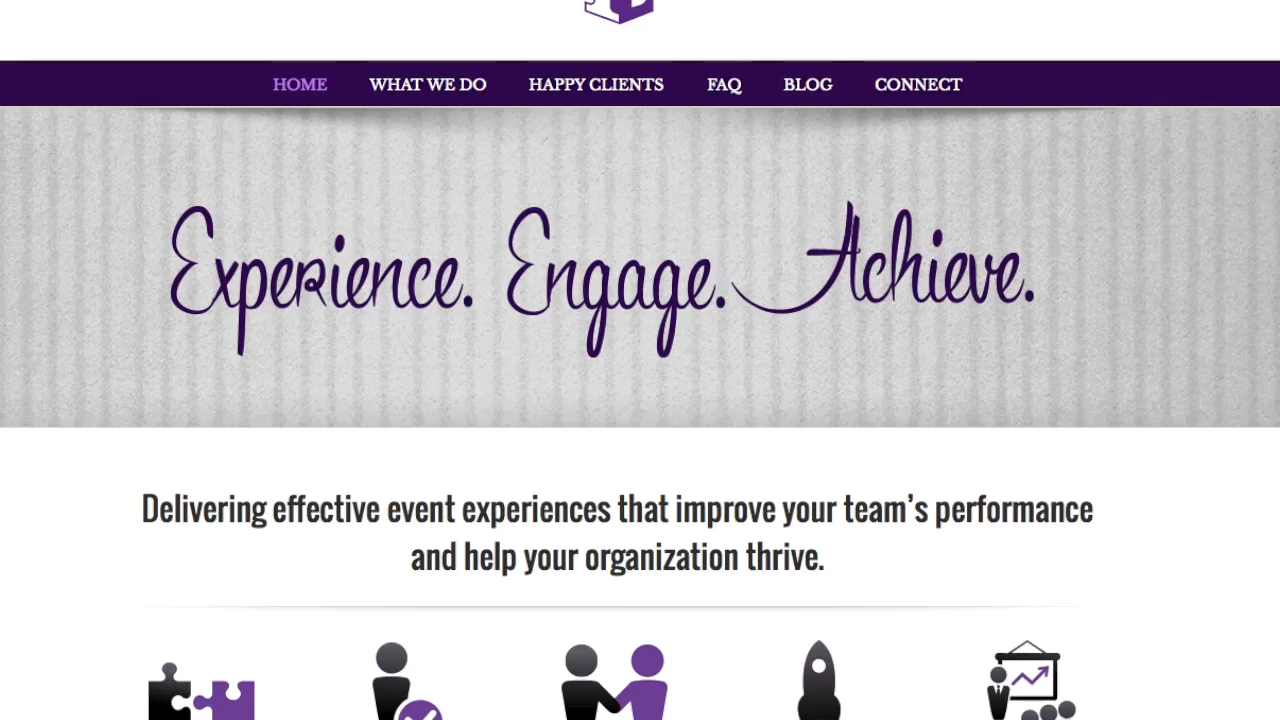 HOME WHAT WE DO HAPPY CLIENTS FAQ BLOG CONNECT
Experience. Engage. Achieve.
Delivering effective event experiences that improve your team’s performance
and help your organization thrive.